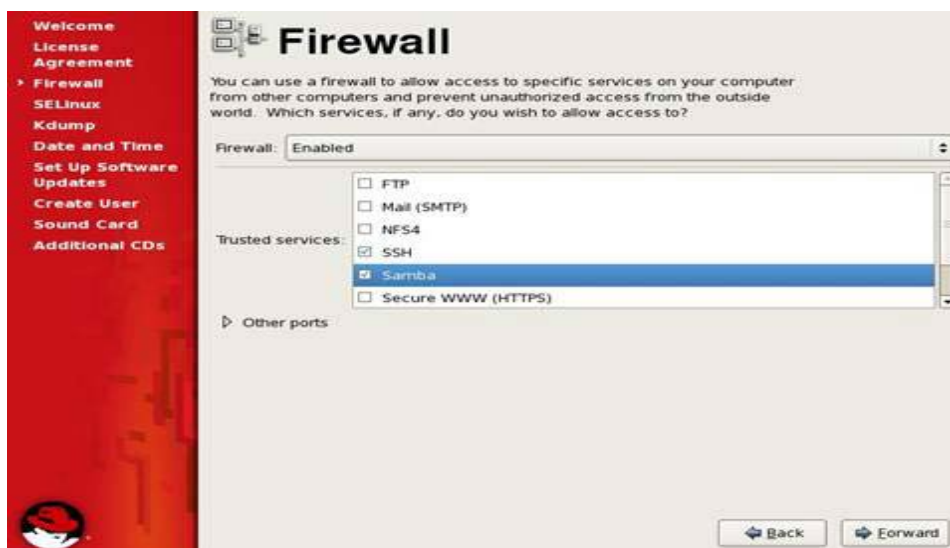 Welcome
License
Agreement
Firewall
SELinux
Kdump
Date and Time
Set Up Software
Updates
Create User
Sound Card
Additional CDs
Firewall
You can use a firewall to allow access to specific services on your computer
from other computers and prevent unauthorized access from the outside
world. Which services, if any, do you wish to allow access to?
Firewall: Enabled
Trusted services:
FTP
Mail (SMTP)
NFS4
SSH
Samba
Secure WWW (HTTPS)
Other ports
Back
Forward